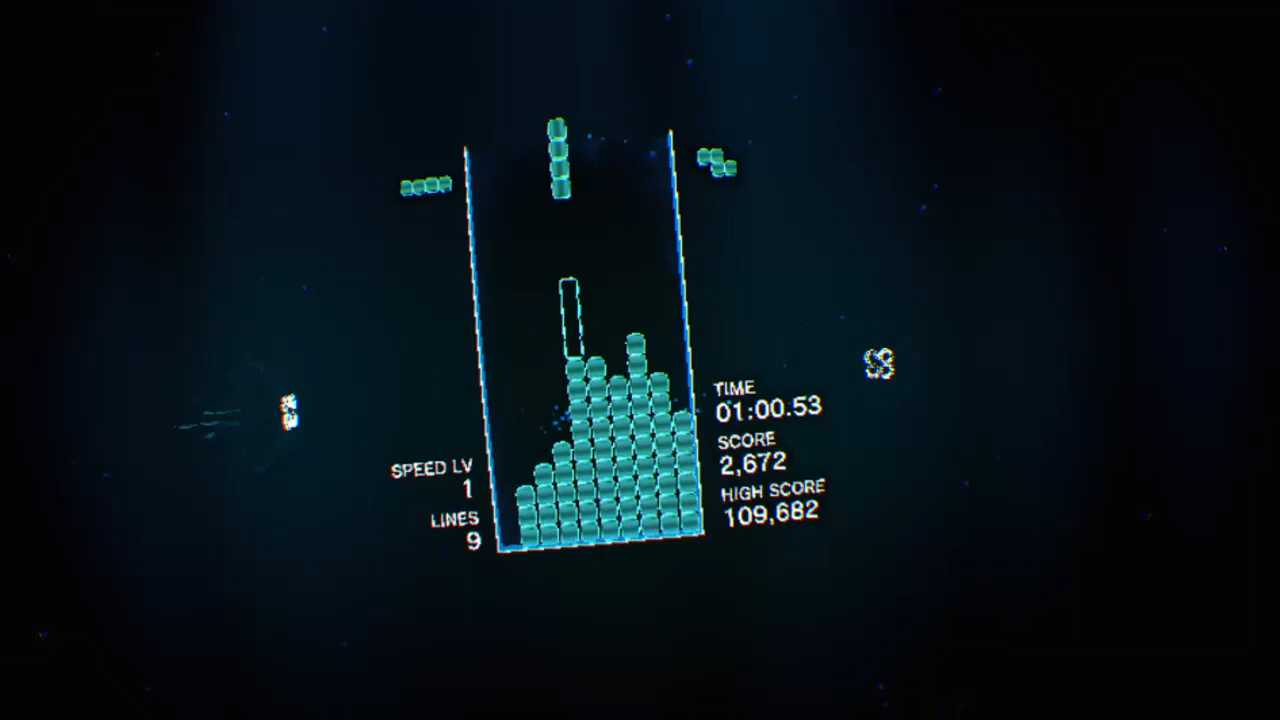 SPEED LV
1
LINES
9
TIME
01:00.53
SCORE
2,672
HIGH SCORE
109,682